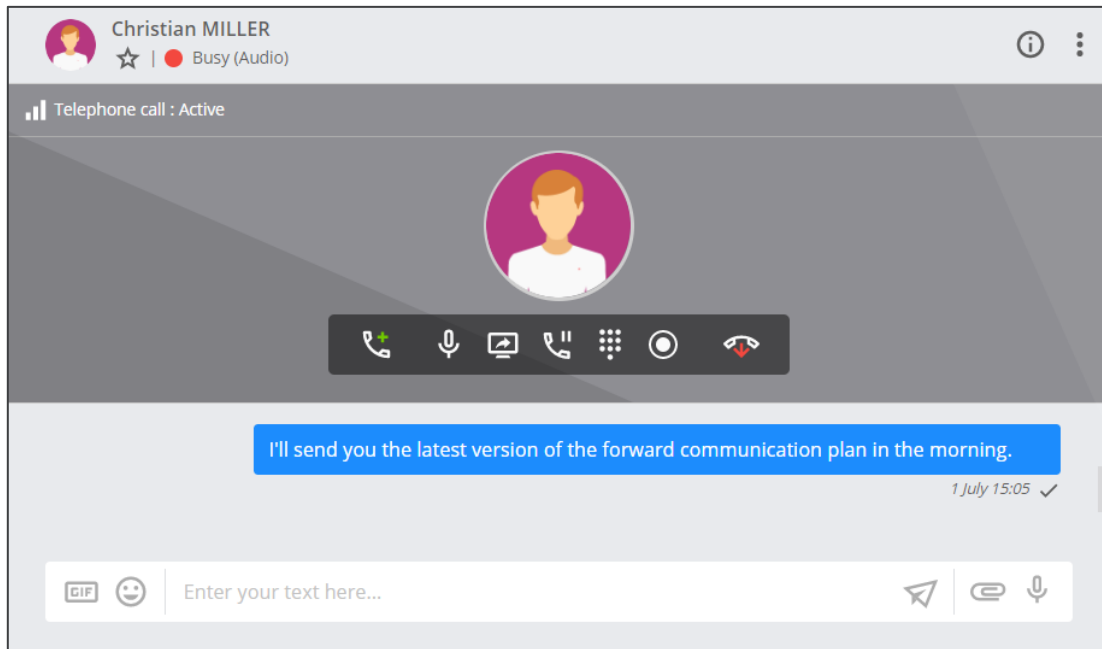 Christian MILLER
| Busy (Audio)
Telephone call : Active
I'll send you the latest version of the forward communication plan in the morning.
1 July 15:05
GIF
Enter your text here...